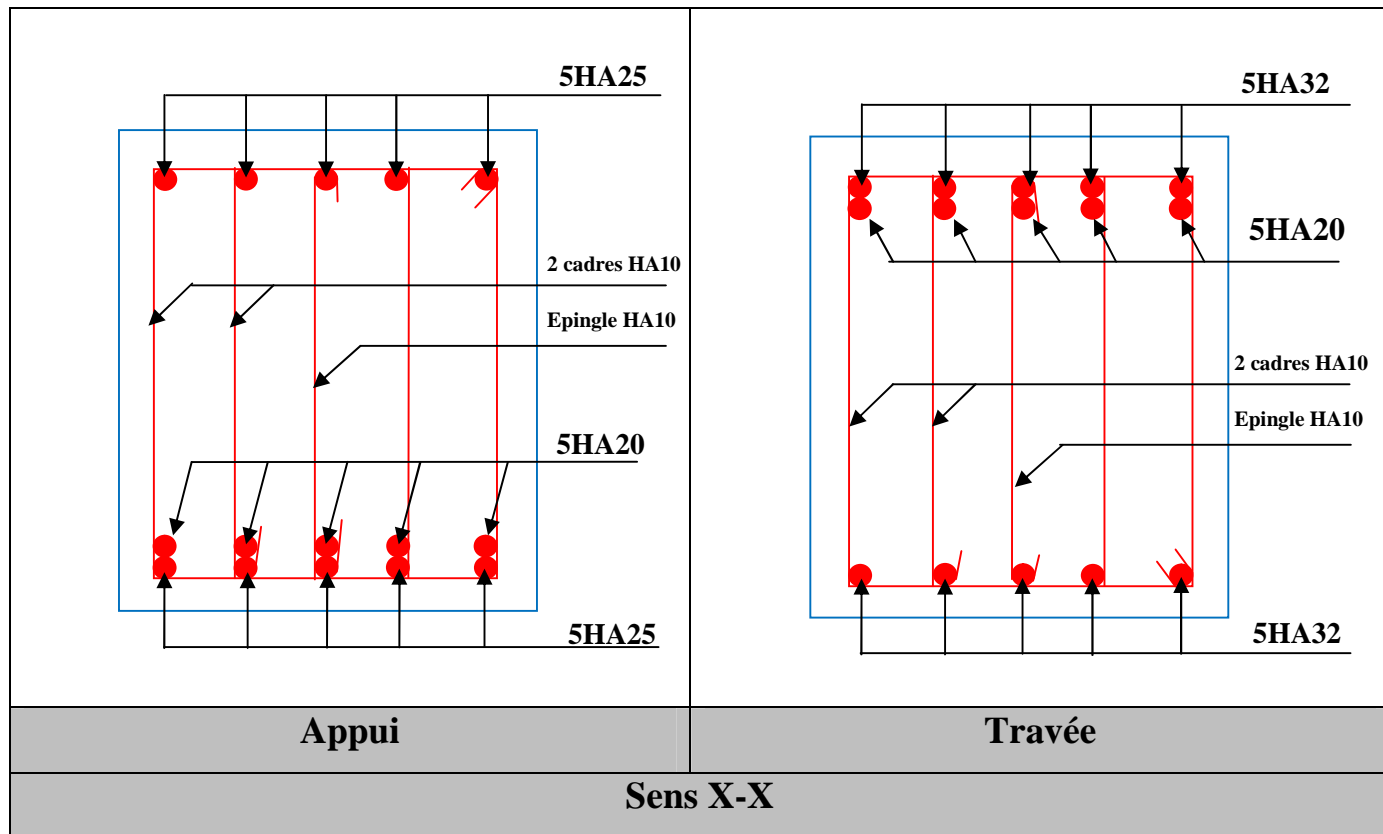 5HA25
2 cadres HA10
Epingle HA10
5HA20
5HA25
5HA32
5HA20
2 cadres HA10
Epingle HA10
5HA32
Appui
Travée
Sens X-X